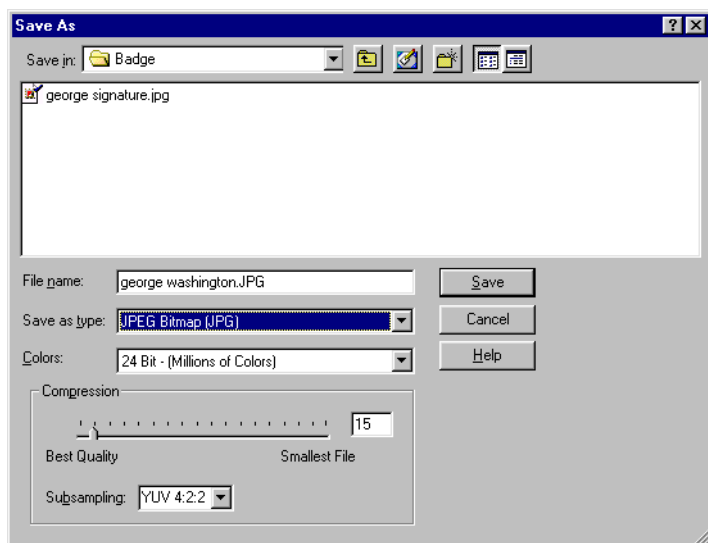 Save As
Save in: Badge
george signature.jpg
File name: george washington.JPG Save
Save as type: JPEG Bitmap (JPG) Cancel
Colors: 24 Bit - (Millions of Colors) Help
Compression
15
Best Quality Smallest File
Subsampling: YUV 4:2:2